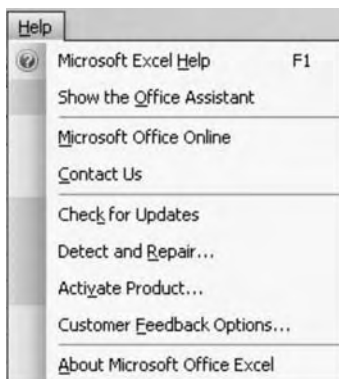 Help
Microsoft Excel Help F1
Show the Office Assistant
Microsoft Office Online
Contact Us
Check for Updates
Detect and Repair...
Activate Product...
Customer Feedback Options...
About Microsoft Office Excel